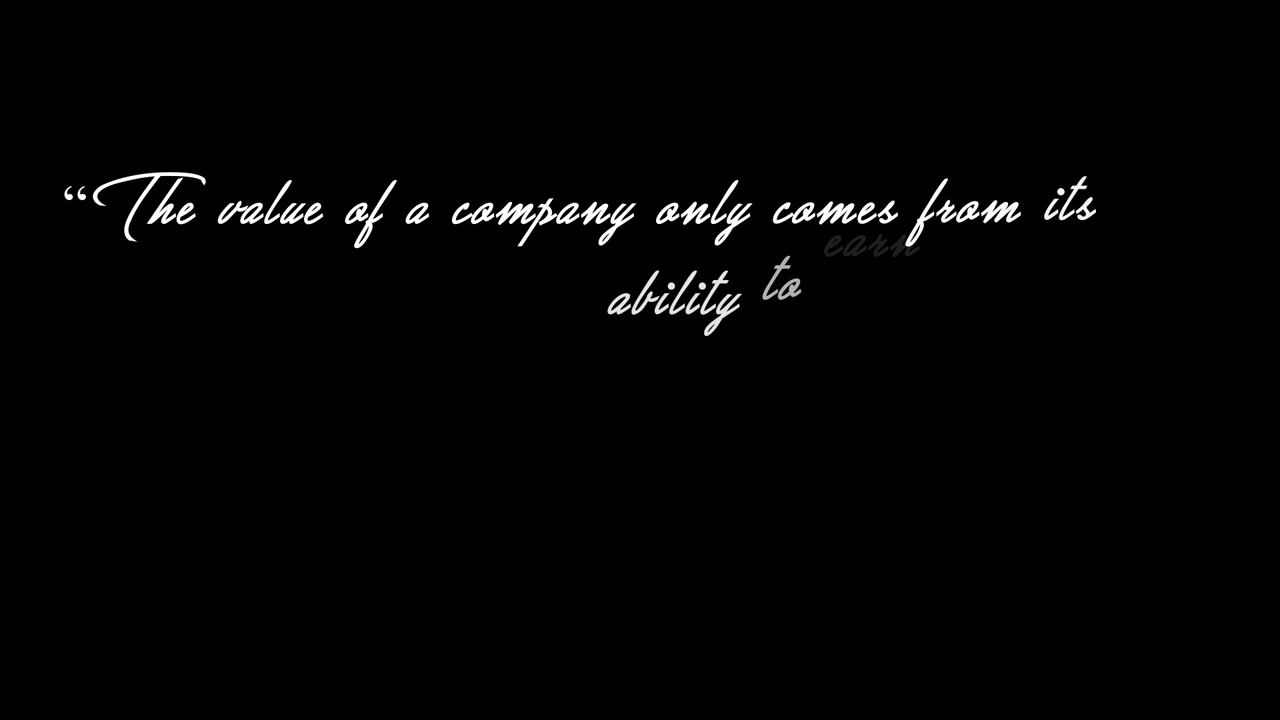 “The value of a company only comes from its
ability to earn